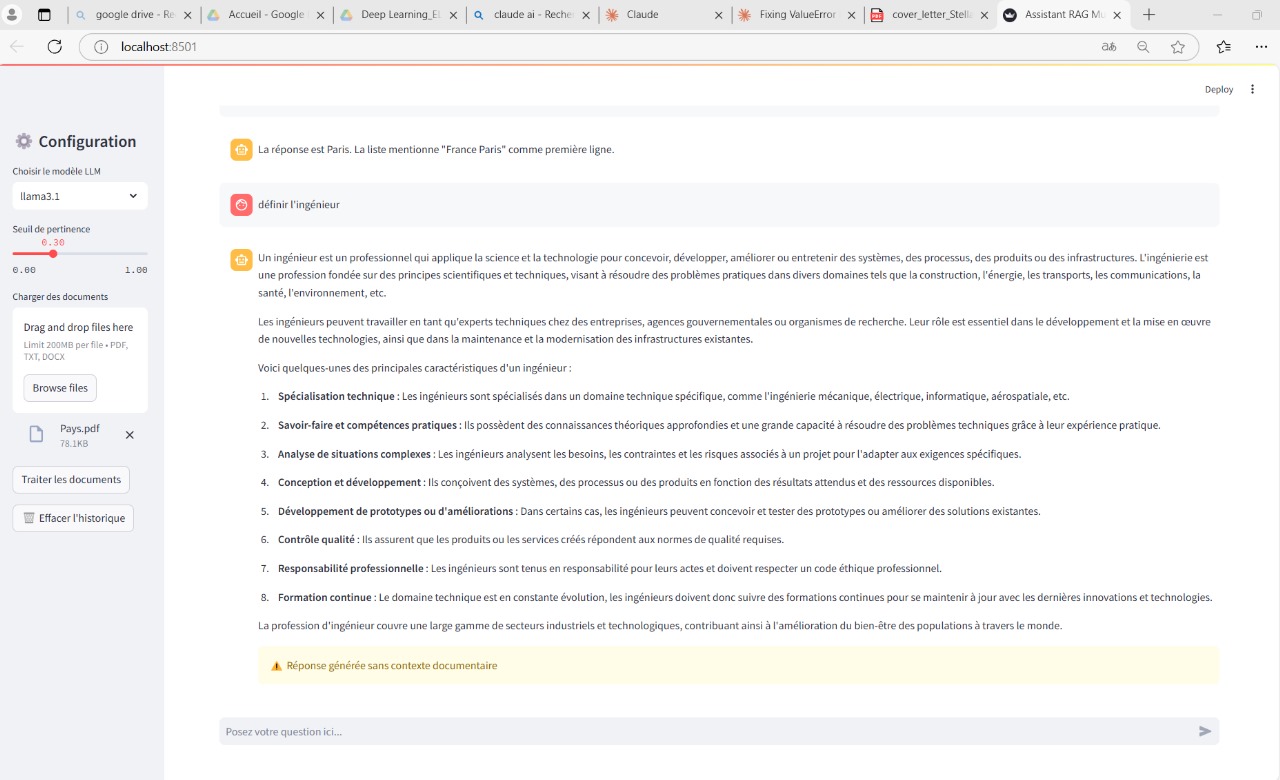 google drive - Re
Accueil - Google
Deep Learning_EL
claude ai - Recher
Claude
Fixing ValueError
cover_letter_Stell
Assistant RAG Mu
localhost:8501
Deploy
Configuration
Choisir le modèle LLM
llama3.1
Seuil de pertinence
0.30
0.00 1.00
Charger des documents
Drag and drop files here
Limit 200MB per file • PDF,
TXT, DOCX
Browse files
Pays.pdf
78.1KB
Traiter les documents
Effacer l'historique
La réponse est Paris. La liste mentionne "France Paris" comme première ligne.
définir l'ingénieur
Un ingénieur est un professionnel qui applique la science et la technologie pour concevoir, développer, améliorer ou entretenir des systèmes, des processus, des produits ou des infrastructures. L'ingénierie est
une profession fondée sur des principes scientifiques et techniques, visant à résoudre des problèmes pratiques dans divers domaines tels que la construction, l'énergie, les transports, les communications, la
santé, l'environnement, etc.
Les ingénieurs peuvent travailler en tant qu'experts techniques chez des entreprises, agences gouvernementales ou organismes de recherche. Leur rôle est essentiel dans le développement et la mise en œuvre
de nouvelles technologies, ainsi que dans la maintenance et la modernisation des infrastructures existantes.
Voici quelques-unes des principales caractéristiques d'un ingénieur :
1. Spécialisation technique : Les ingénieurs sont spécialisés dans un domaine technique spécifique, comme l'ingénierie mécanique, électrique, informatique, aérospatiale, etc.
2. Savoir-faire et compétences pratiques : Ils possèdent des connaissances théoriques approfondies et une grande capacité à résoudre des problèmes techniques grâce à leur expérience pratique.
3. Analyse de situations complexes : Les ingénieurs analysent les besoins, les contraintes et les risques associés à un projet pour l'adapter aux exigences spécifiques.
4. Conception et développement : Ils conçoivent des systèmes, des processus ou des produits en fonction des résultats attendus et des ressources disponibles.
5. Développement de prototypes ou d'améliorations : Dans certains cas, les ingénieurs peuvent concevoir et tester des prototypes ou améliorer des solutions existantes.
6. Contrôle qualité : Ils assurent que les produits ou les services créés répondent aux normes de qualité requises.
7. Responsabilité professionnelle : Les ingénieurs sont tenus en responsabilité pour leurs actes et doivent respecter un code éthique professionnel.
8. Formation continue : Le domaine technique est en constante évolution, les ingénieurs doivent donc suivre des formations continues pour se maintenir à jour avec les dernières innovations et technologies.
La profession d'ingénieur couvre une large gamme de secteurs industriels et technologiques, contribuant ainsi à l'amélioration du bien-être des populations à travers le monde.
Réponse générée sans contexte documentaire
Posez votre question ici...